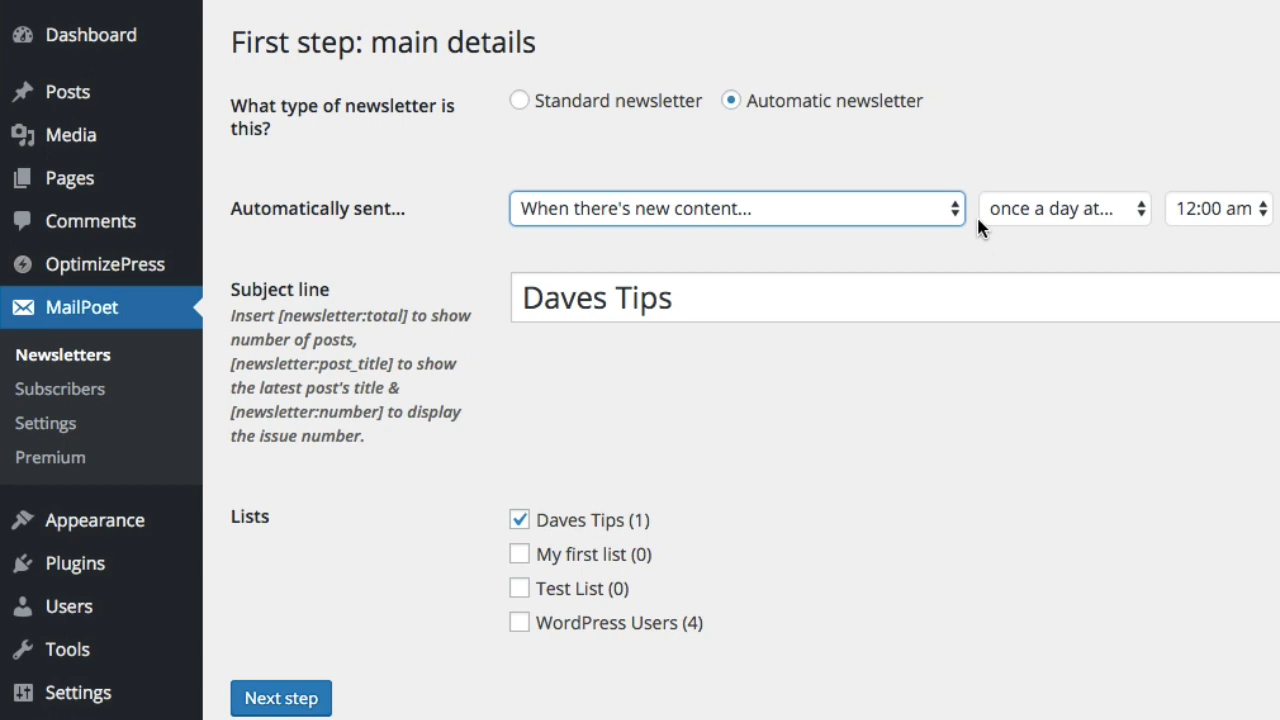 Dashboard
Posts
Media
Pages
Comments
OptimizePress
MailPoet
Newsletters
Subscribers
Settings
Premium
Appearance
Plugins
Users
Tools
Settings
First step: main details
What type of newsletter is
this?
Standard newsletter
Automatic newsletter
Automatically sent...
When there's new content...
once a day at...
12:00 am
Subject line
Insert [newsletter:total] to show
number of posts,
[newsletter:post_title] to show
the latest post's title &
[newsletter:number] to display
the issue number.
Daves Tips
Lists
Daves Tips (1)
My first list (0)
Test List (0)
WordPress Users (4)
Next step